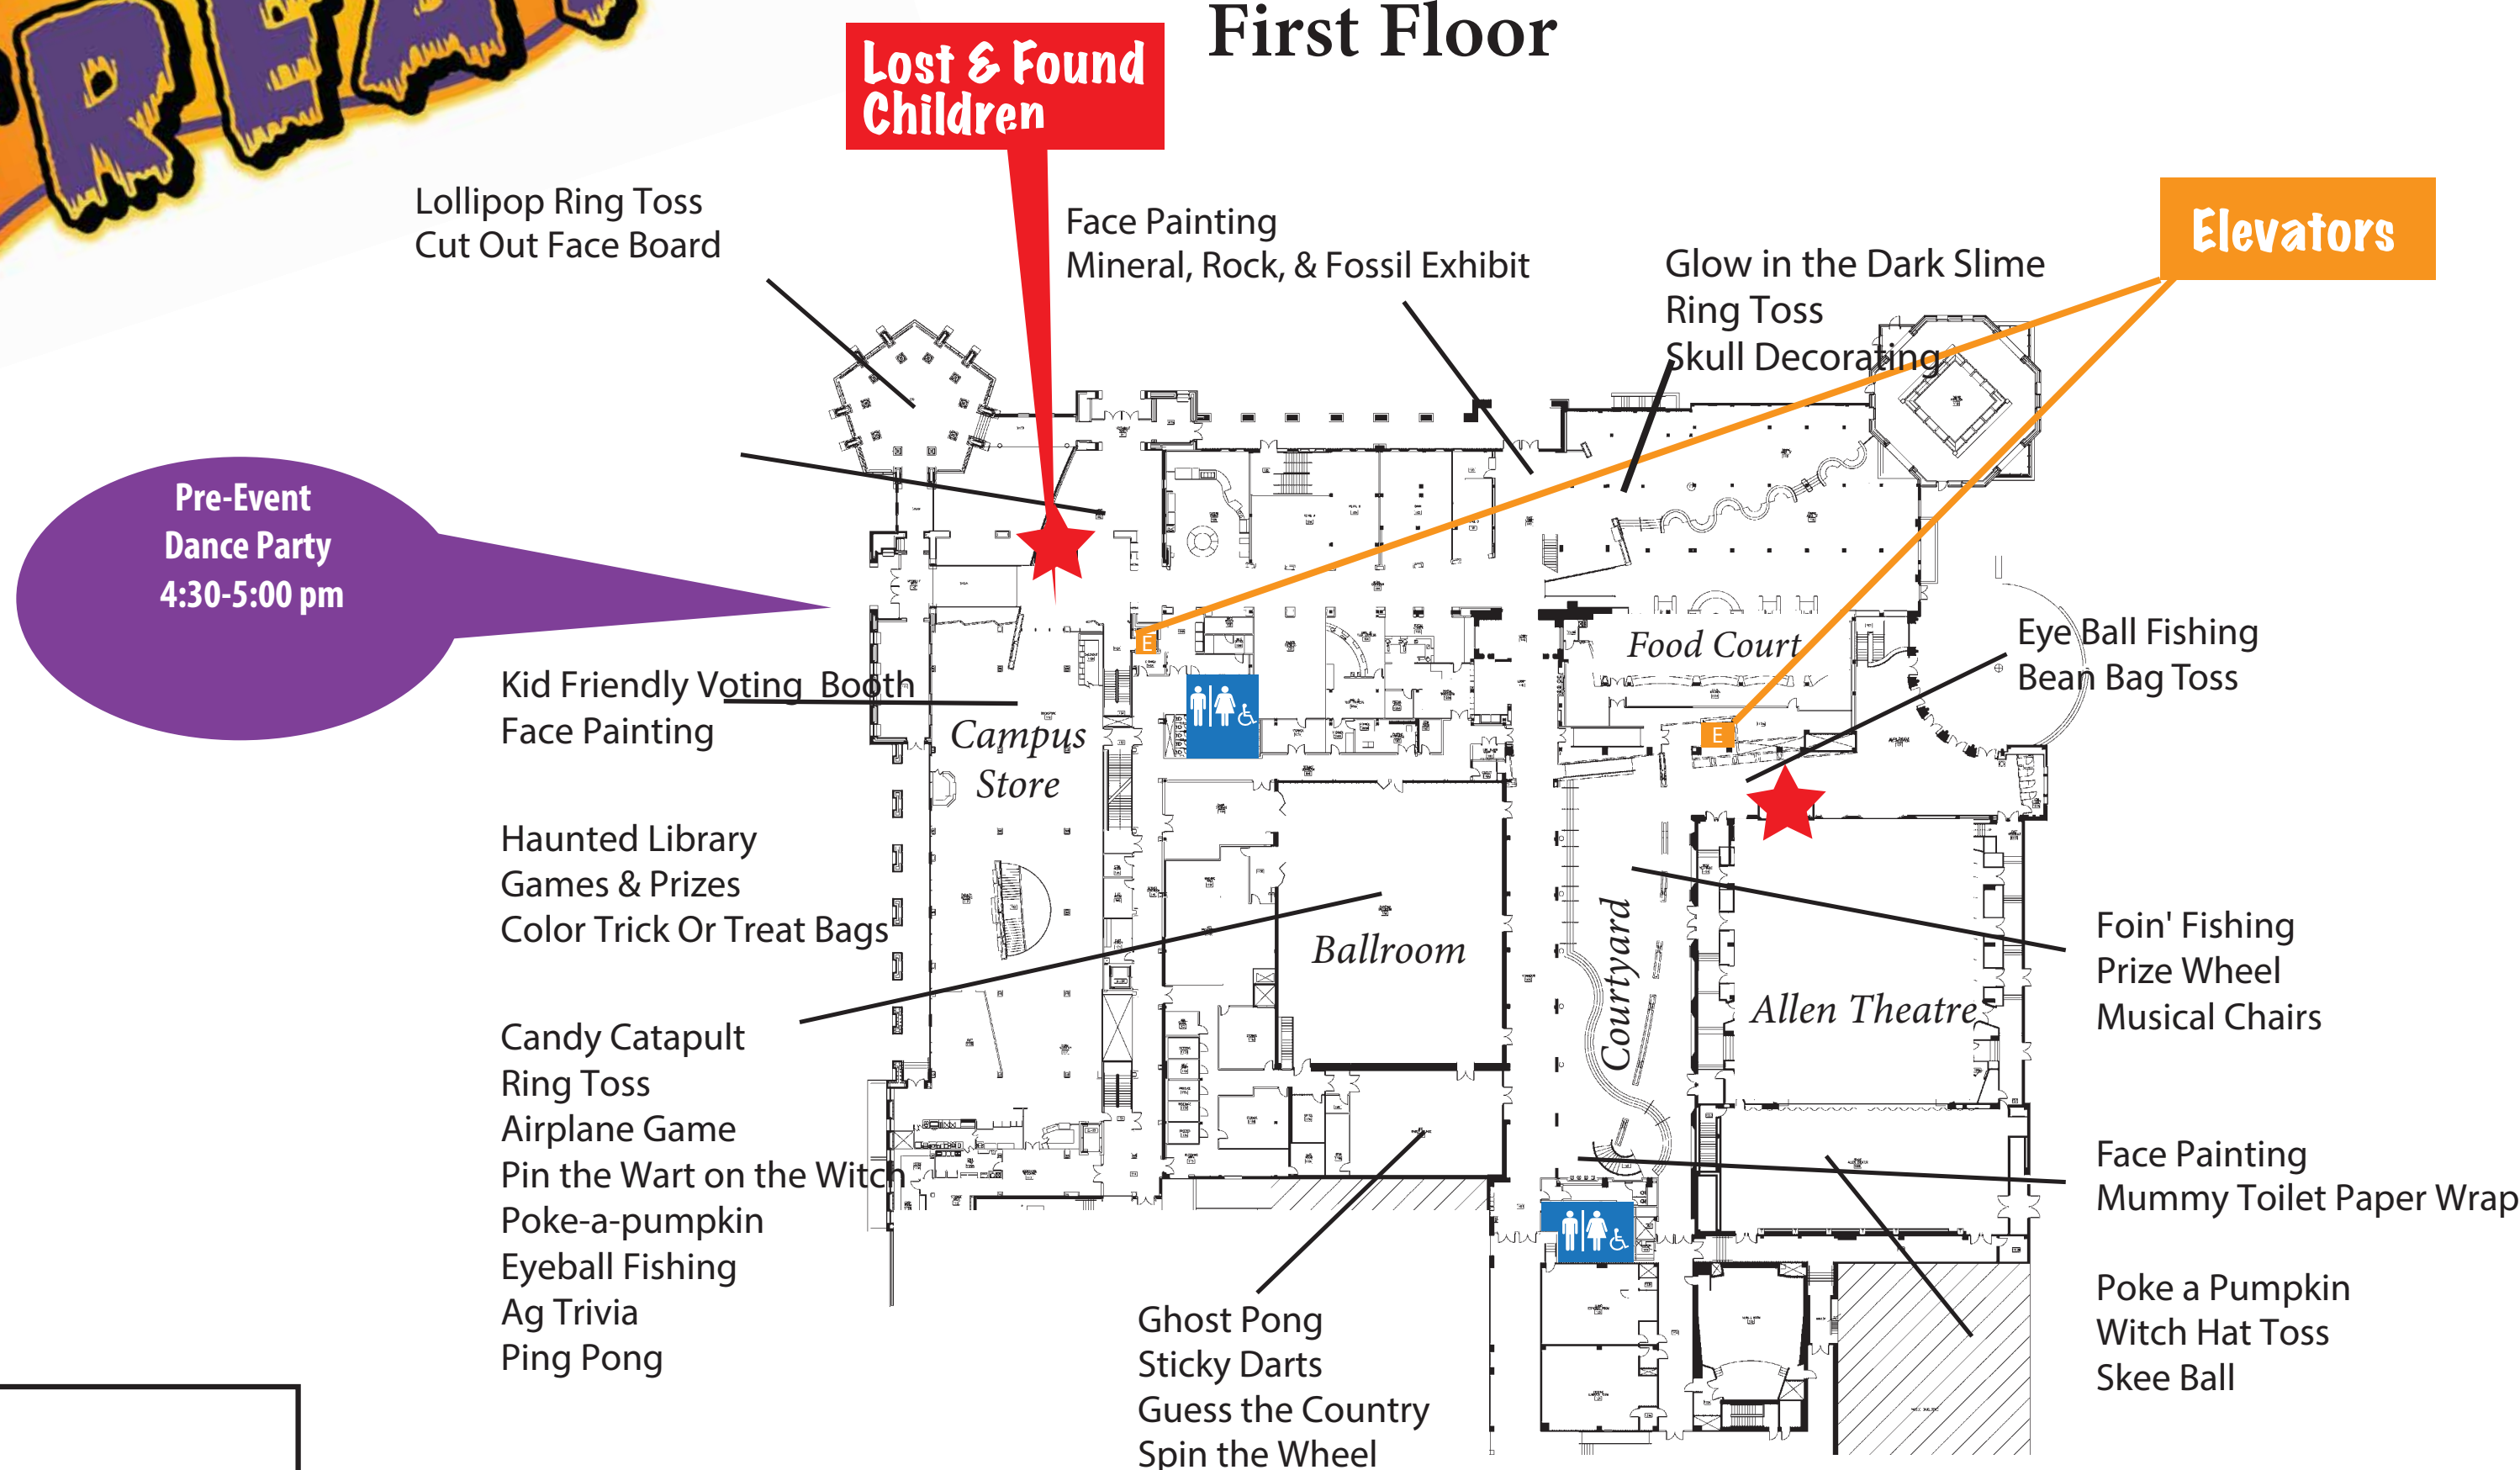 REA
First Floor
Lost & Found
Children
Elevators
Lollipop Ring Toss
Cut Out Face Board
Face Painting
Mineral, Rock, & Fossil Exhibit
Glow in the Dark Slime
Ring Toss
Skull Decorating
Pre-Event
Dance Party
4:30-5:00 pm
Kid Friendly Voting Booth
Face Painting
Haunted Library
Games & Prizes
Color Trick Or Treat Bags
Candy Catapult
Ring Toss
Airplane Game
Pin the Wart on the Witch
Poke-a-pumpkin
Eyeball Fishing
Ag Trivia
Ping Pong
E
Campus
Store
Ballroom
Food Court
E
Courtyard
Allen Theatre
Eye Ball Fishing
Bean Bag Toss
Foin' Fishing
Prize Wheel
Musical Chairs
Face Painting
Mummy Toilet Paper Wrap
Poke a Pumpkin
Witch Hat Toss
Skee Ball
Ghost Pong
Sticky Darts
Guess the Country
Spin the Wheel